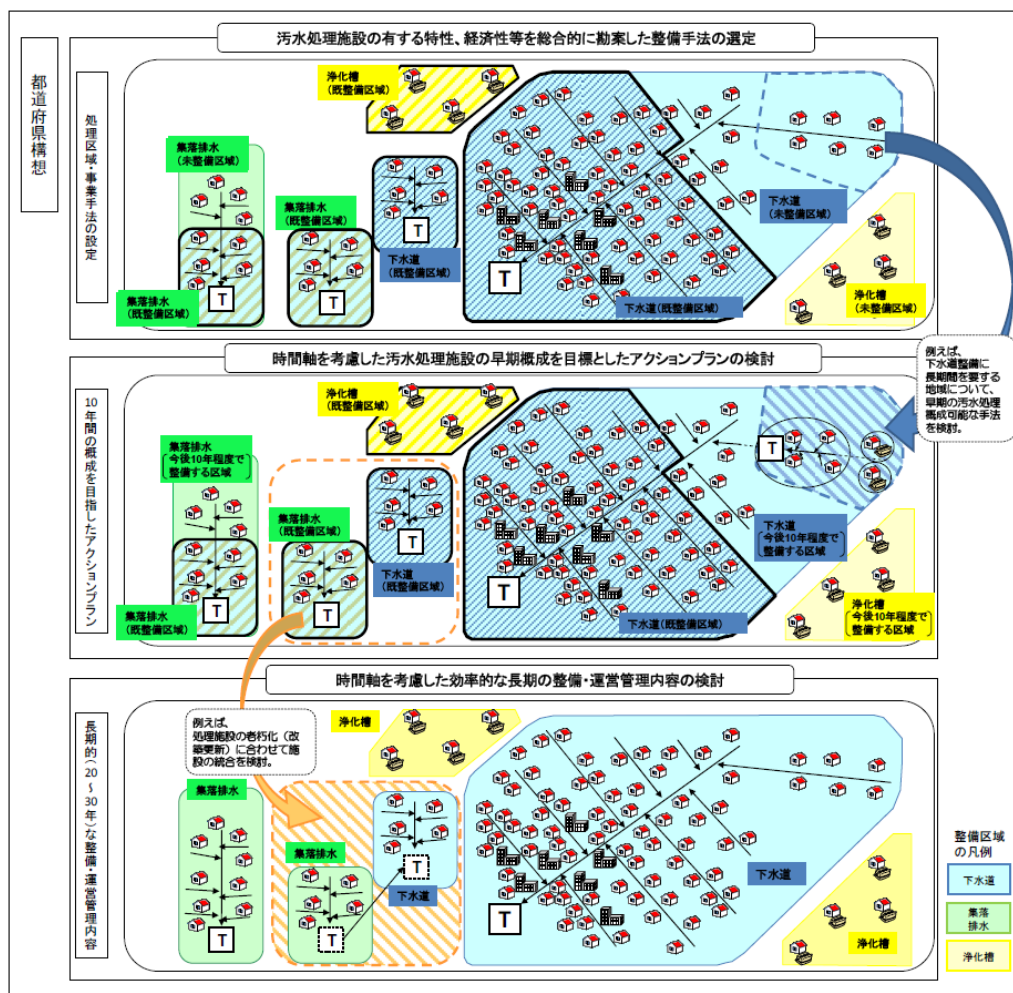 都道府県構想
処理区域・事業手法の設定
汚水処理施設の有する特性、経済性等を総合的に勘案した整備手法の選定
浄化槽
(既整備区域)
集落排水
(未整備区域)
集落排水
(既整備区域)
T
集落排水
(既整備区域)
T
下水道
(既整備区域)
T
T
下水道(既整備区域)
下水道
(未整備区域)
浄化槽
(未整備区域)
例えば、
下水道整備に
長期間を要する
地域について、
早期の汚水処理
概成可能な手法
を検討。
10年間の概成を目指したアクションプラン
時間軸を考慮した汚水処理施設の早期概成を目標としたアクションプランの検討
浄化槽
(既整備区域)
集落排水
今後10年程度で
整備する区域
集落排水
(既整備区域)
T
集落排水
(既整備区域)
T
下水道
(既整備区域)
T
T
下水道(既整備区域)
T
下水道
今後10年程度で
整備する区域
浄化槽
今後10年程度で
整備する区域
長期的(20~30年)な整備・運営管理内容
時間軸を考慮した効率的な長期の整備・運営管理内容の検討
例えば、
処理施設の老朽化(改
築更新)に合わせて施
設の統合を検討。
浄化槽
集落排水
T
集落排水
T
T
下水道
T
下水道
浄化槽
整備区域
の凡例
下水道
集落
排水
浄化槽